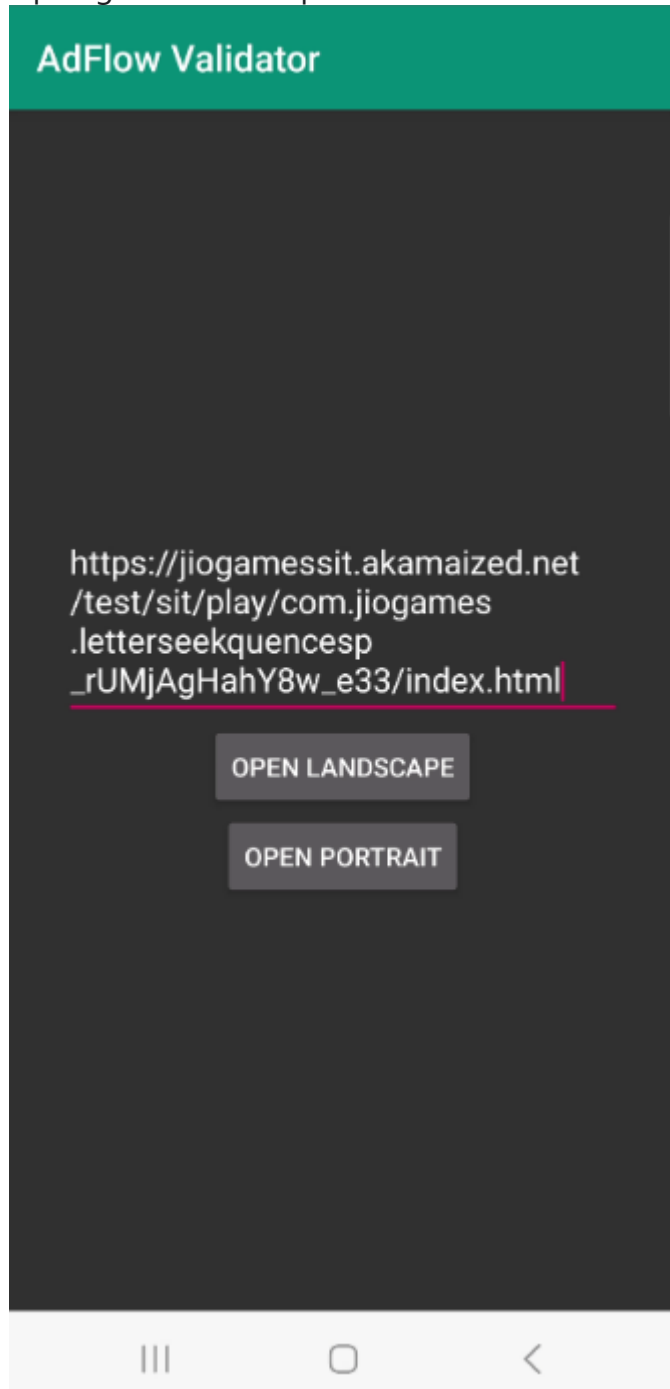 AdFlow Validator
https://jiogamessit.akamaized.net
/test/sit/play/com.jiogames
.letterseekquencesp
_rUMjAgHahY8w_e33/index.html
OPEN LANDSCAPE
OPEN PORTRAIT